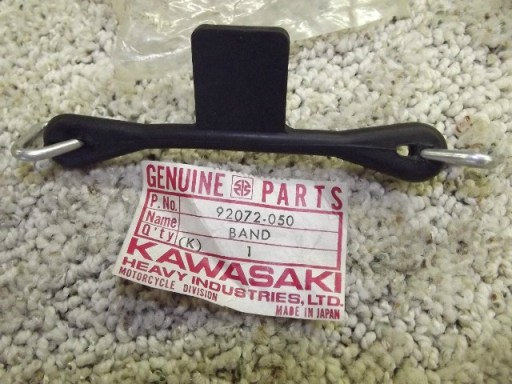 GENUINE PARTS
P. No. 92072-050
Name BAND
Q'ty (K) 1
KAWASAKI
HEAVY INDUSTRIES, LTD.
MOTORCYCLE DIVISION MADE IN JAPAN